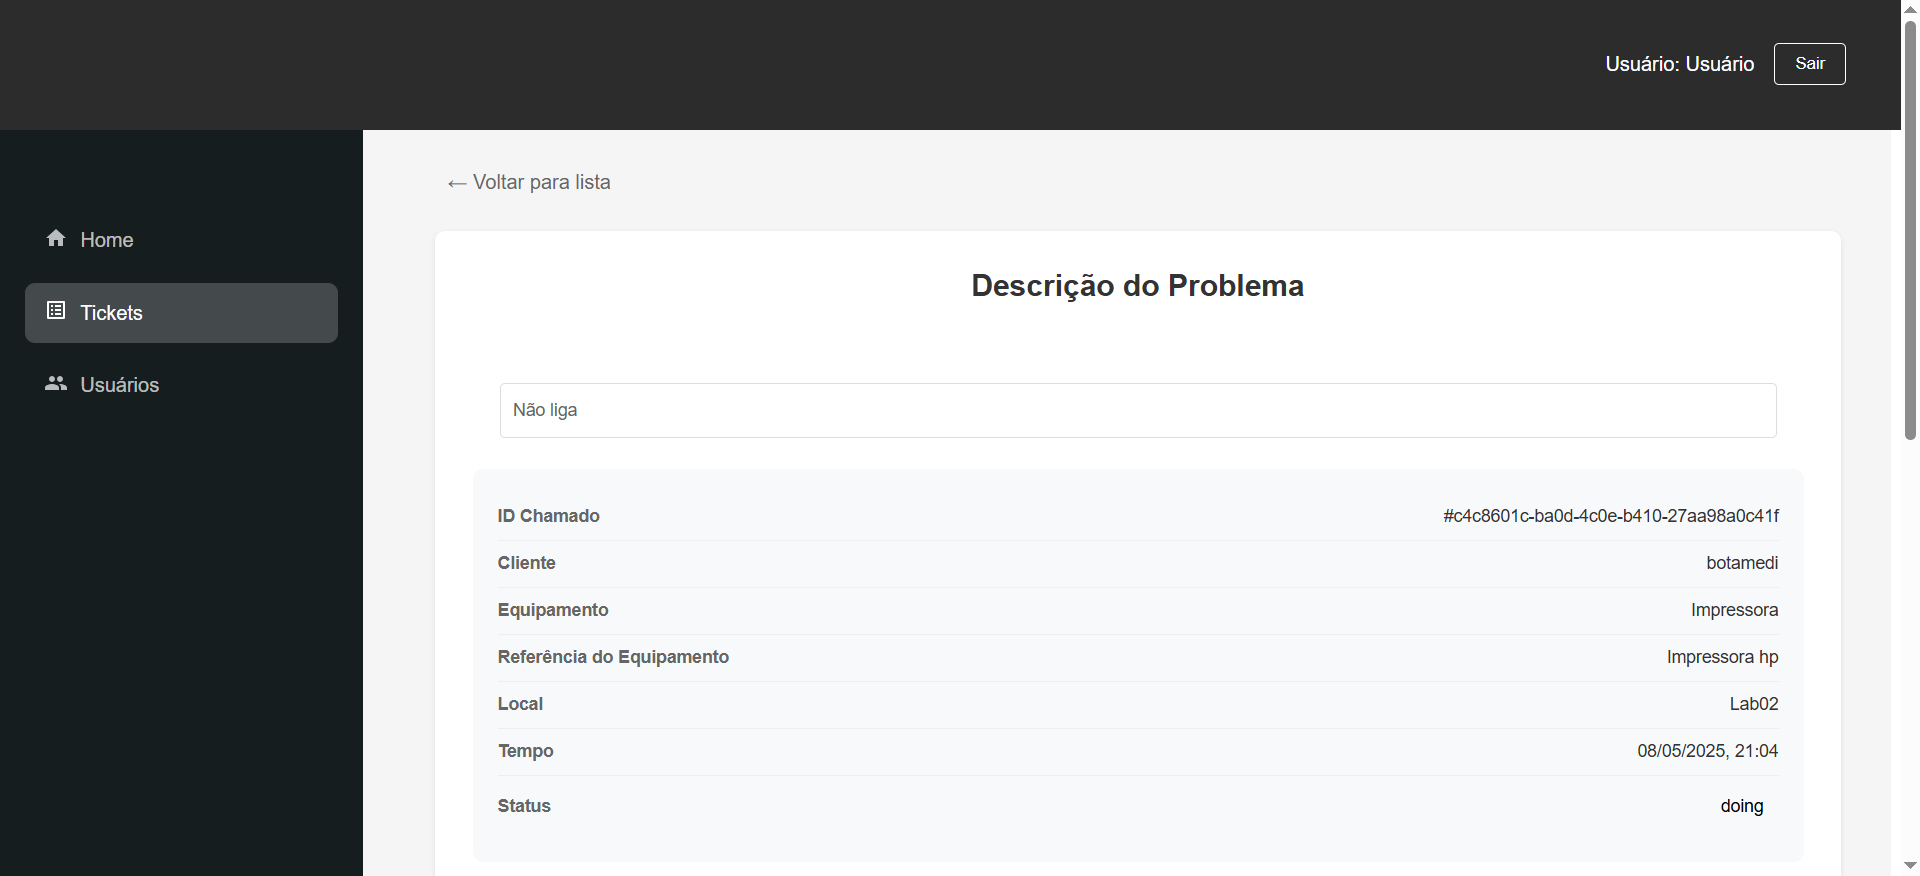 Usuário: Usuário
Sair
Home
Tickets
Usuários
← Voltar para lista
Descrição do Problema
Não liga
ID Chamado #c4c8601c-ba0d-4c0e-b410-27aa98a0c41f
Cliente botamedi
Equipamento Impressora
Referência do Equipamento Impressora hp
Local Lab02
Tempo 08/05/2025, 21:04
Status doing